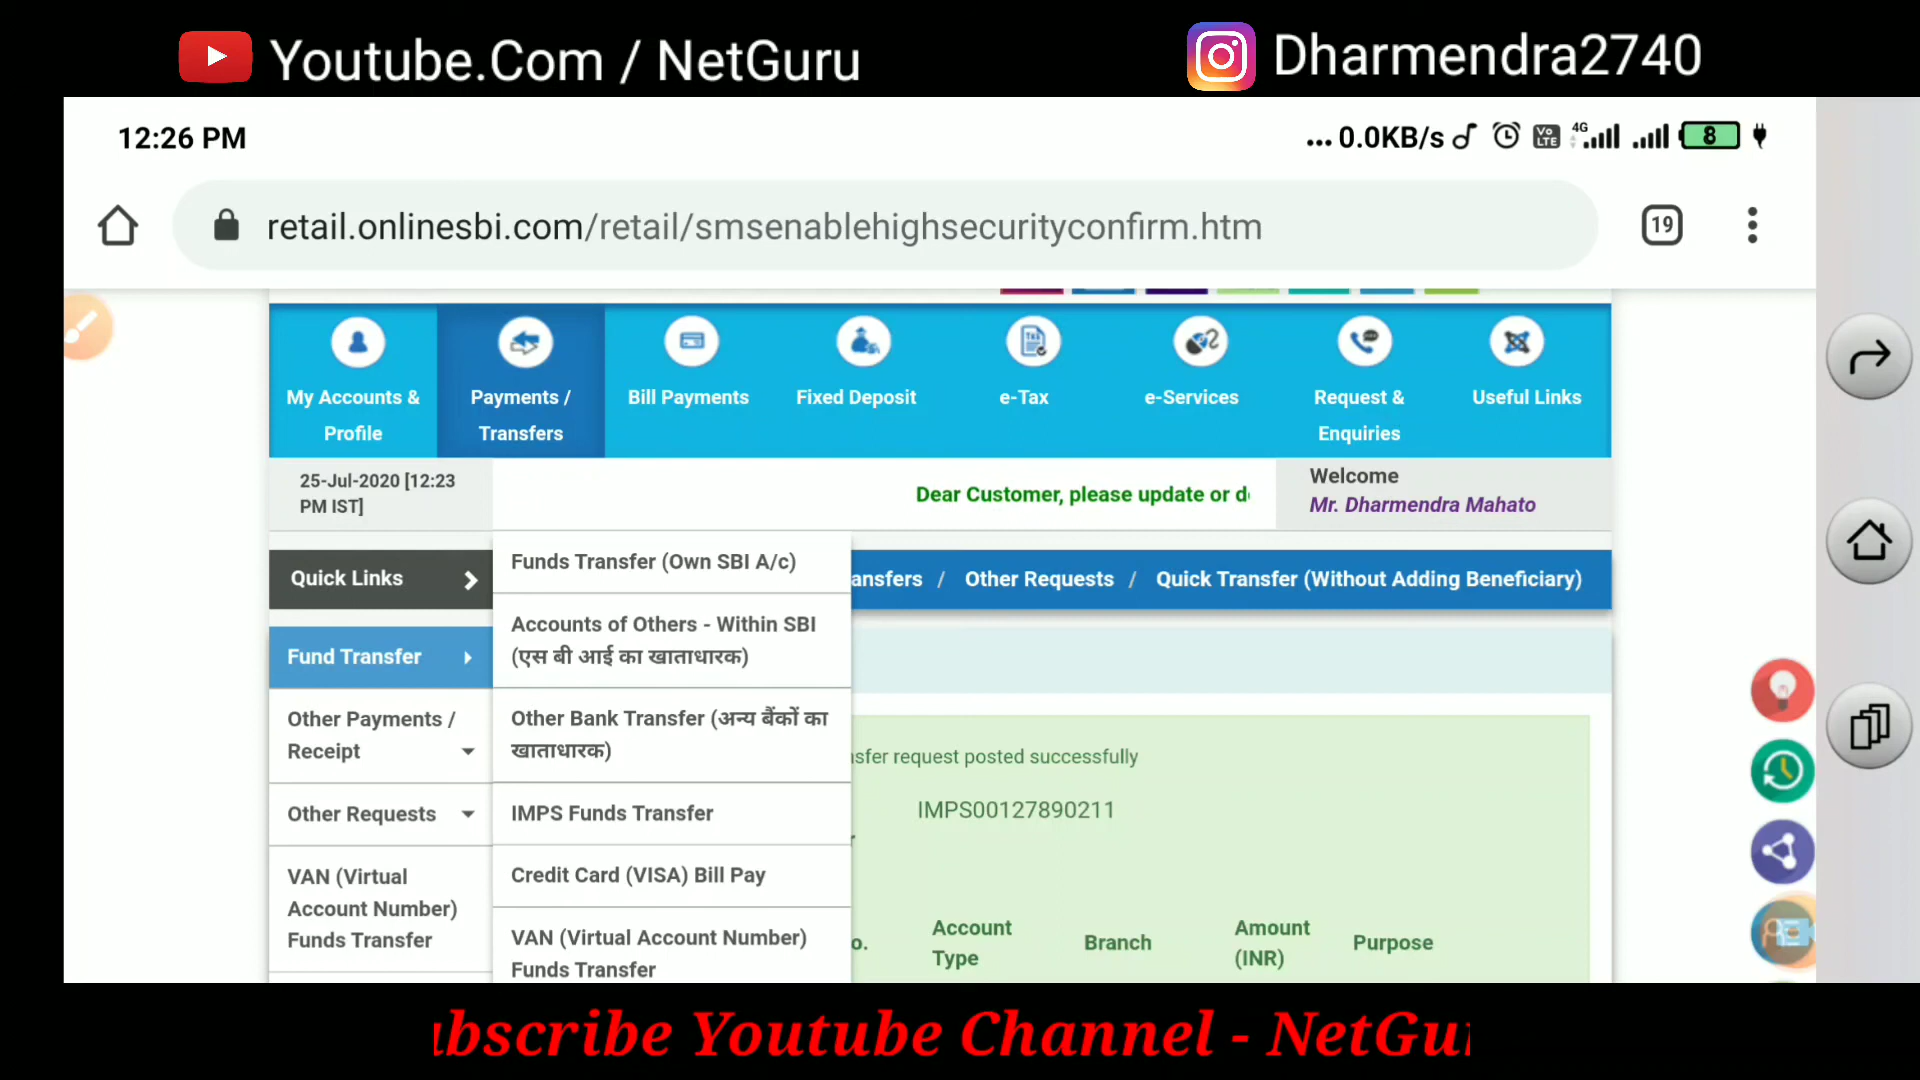 Youtube.Com / NetGuru
Dharmendra2740
12:26 PM
... 0.0KB/s
Vo LTE
4G
8
retail.onlinesbi.com/retail/smsenablehighsecurityconfirm.htm
19
My Accounts &
Profile
Payments /
Transfers
Bill Payments
Fixed Deposit
e-Tax
e-Services
Request &
Enquiries
Useful Links
25-Jul-2020 [12:23
PM IST]
Dear Customer, please update or d
Welcome
Mr. Dharmendra Mahato
Quick Links
Funds Transfer (Own SBI A/c)
ansfers / Other Requests / Quick Transfer (Without Adding Beneficiary)
Fund Transfer
Accounts of Others - Within SBI
(एस बी आई का खाताधारक)
Other Payments /
Receipt
Other Bank Transfer (अन्य बैंकों का
खाताधारक)
sfer request posted successfully
Other Requests
IMPS Funds Transfer
IMPS00127890211
VAN (Virtual
Account Number)
Funds Transfer
Credit Card (VISA) Bill Pay
VAN (Virtual Account Number)
Funds Transfer
o.
Account
Type
Branch
Amount
(INR)
Purpose
ubscribe Youtube Channel - NetGu